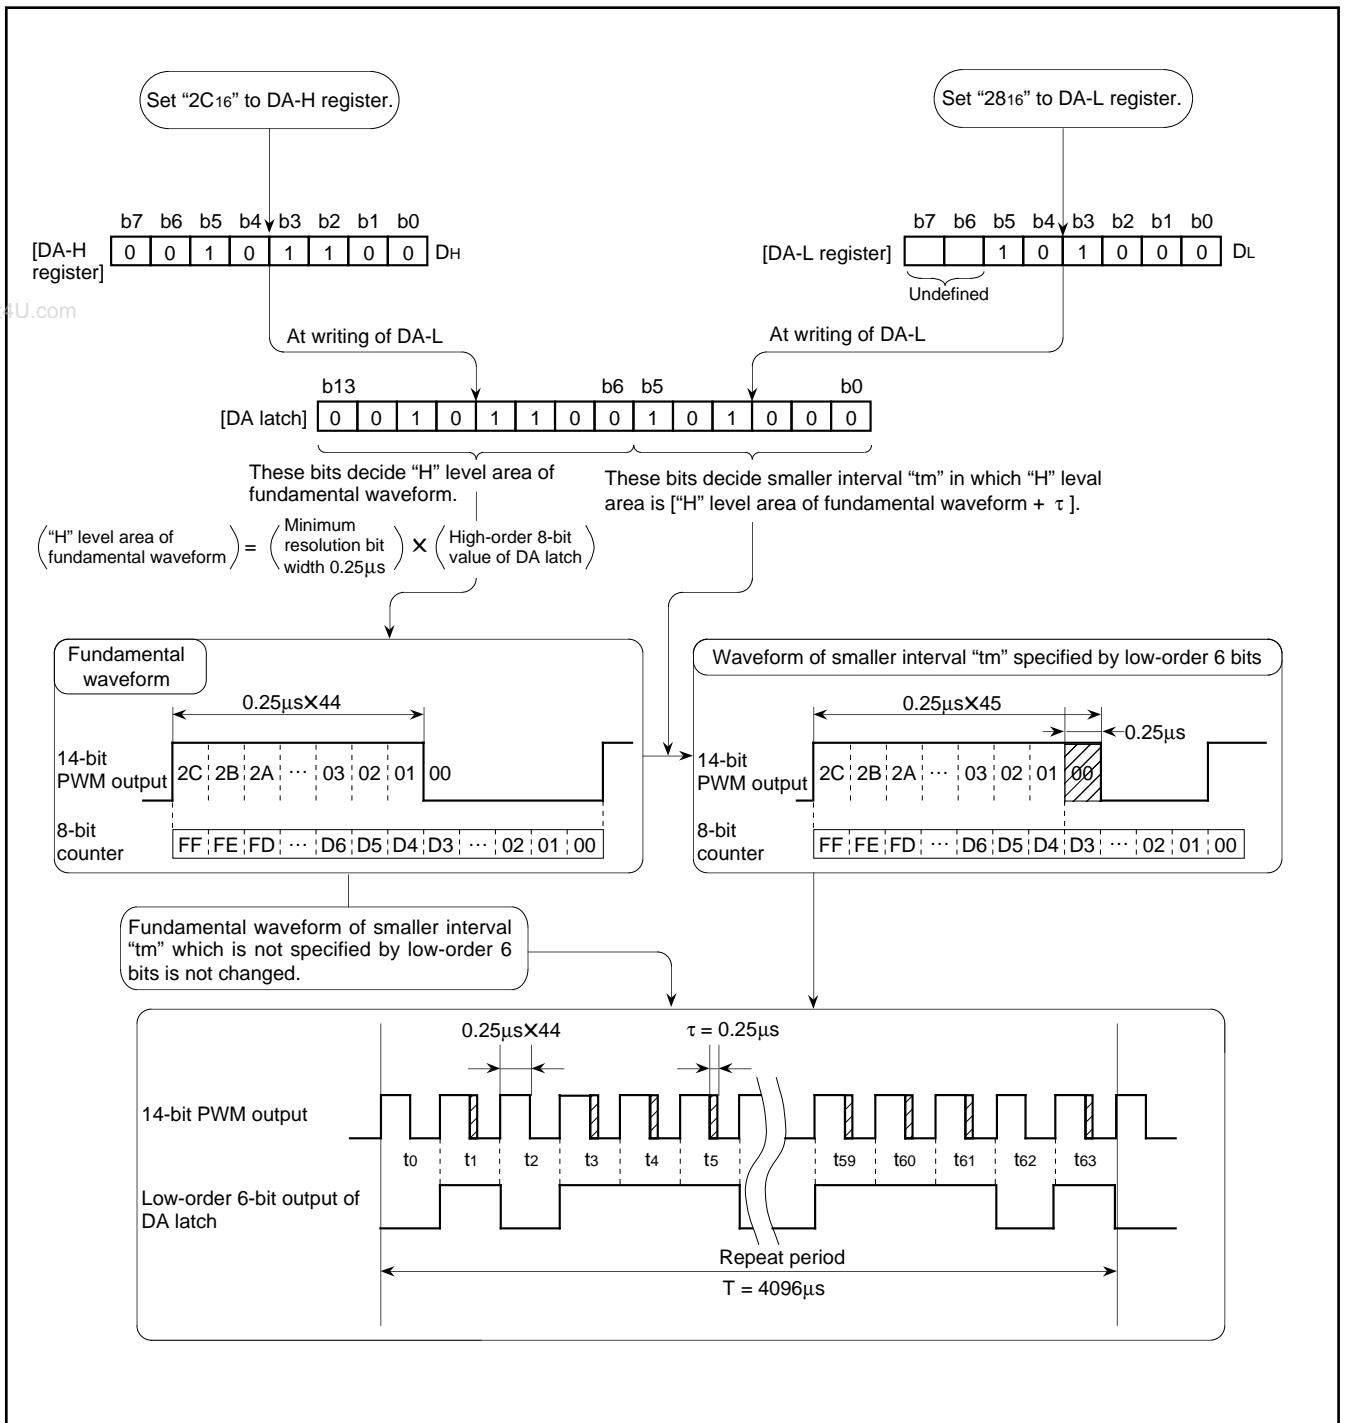 Set “2C16” to DA-H register.
Set “2816” to DA-L register.
b7 b6 b5 b4 b3 b2 b1 b0
[DA-H register] 0 0 1 0 1 1 0 0 DH
b7 b6 b5 b4 b3 b2 b1 b0
[DA-L register] 1 0 1 0 0 0 DL
Undefined
4U.com
At writing of DA-L
At writing of DA-L
b13 b6 b5 b0
[DA latch] 0 0 1 0 1 1 0 0 1 0 1 0 0 0
These bits decide “H” level area of
fundamental waveform.
These bits decide smaller interval “tm” in which “H” leval
area is [“H” level area of fundamental waveform + τ ].
(“H” level area of fundamental waveform) = (Minimum resolution bit width 0.25µs) × (High-order 8-bit value of DA latch)
Fundamental
waveform
0.25µs×44
14-bit
PWM output
2C 2B 2A ··· 03 02 01 00
8-bit
counter
FF FE FD ··· D6 D5 D4 D3 ··· 02 01 00
Waveform of smaller interval “tm” specified by low-order 6 bits
0.25µs×45
0.25µs
14-bit
PWM output
2C 2B 2A ··· 03 02 01 00
8-bit
counter
FF FE FD ··· D6 D5 D4 D3 ··· 02 01 00
Fundamental waveform of smaller interval
“tm” which is not specified by low-order 6
bits is not changed.
0.25µs×44 τ = 0.25µs
14-bit PWM output
t0 t1 t2 t3 t4 t5 t59 t60 t61 t62 t63
Low-order 6-bit output of
DA latch
Repeat period
T = 4096µs